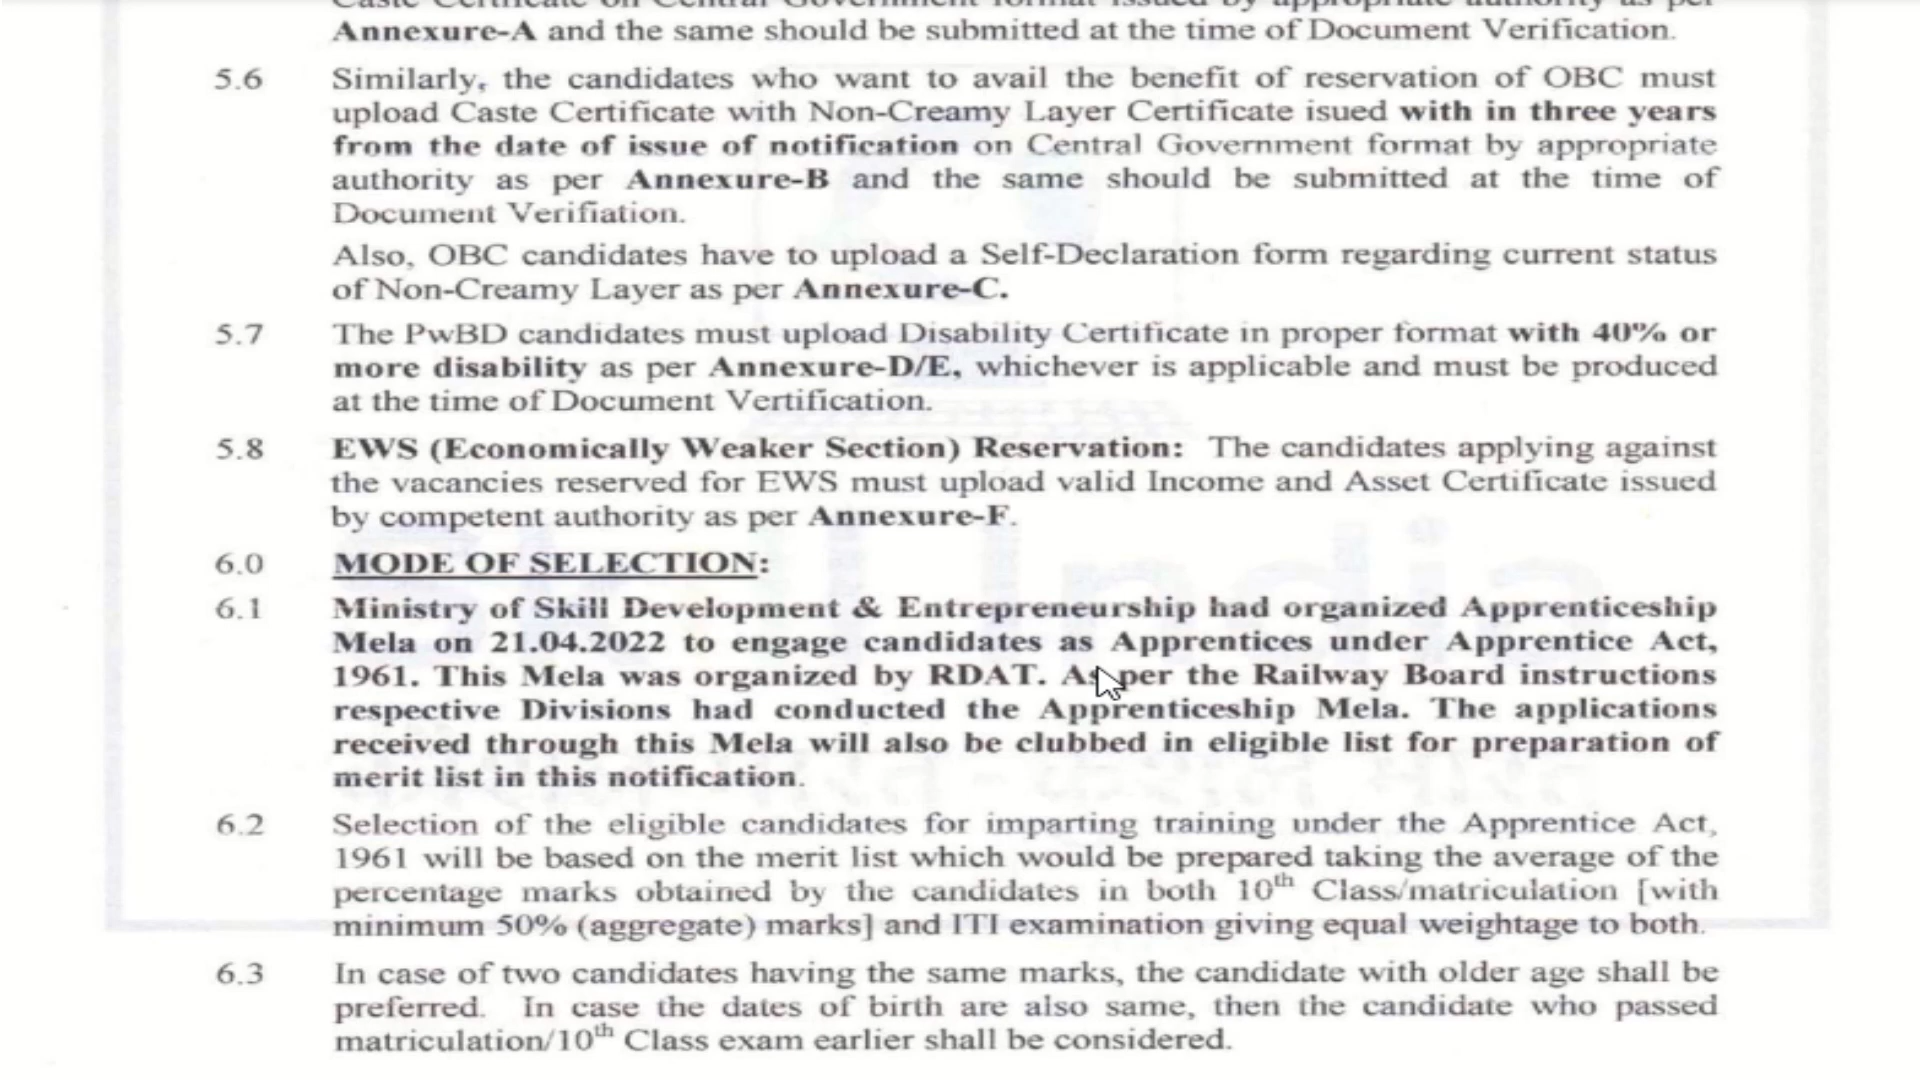 Caste Certificate on Central Government format issued by appropriate authority as per
Annexure-A and the same should be submitted at the time of Document Verification.
5.6 Similarly, the candidates who want to avail the benefit of reservation of OBC must
upload Caste Certificate with Non-Creamy Layer Certificate isued with in three years
from the date of issue of notification on Central Government format by appropriate
authority as per Annexure-B and the same should be submitted at the time of
Document Verifiation.
Also, OBC candidates have to upload a Self-Declaration form regarding current status
of Non-Creamy Layer as per Annexure-C.
5.7 The PwBD candidates must upload Disability Certificate in proper format with 40% or
more disability as per Annexure-D/E, whichever is applicable and must be produced
at the time of Document Vertification.
5.8 EWS (Economically Weaker Section) Reservation: The candidates applying against
the vacancies reserved for EWS must upload valid Income and Asset Certificate issued
by competent authority as per Annexure-F.
6.0 MODE OF SELECTION:
6.1 Ministry of Skill Development & Entrepreneurship had organized Apprenticeship
Mela on 21.04.2022 to engage candidates as Apprentices under Apprentice Act,
1961. This Mela was organized by RDAT. As per the Railway Board instructions
respective Divisions had conducted the Apprenticeship Mela. The applications
received through this Mela will also be clubbed in eligible list for preparation of
merit list in this notification.
6.2 Selection of the eligible candidates for imparting training under the Apprentice Act,
1961 will be based on the merit list which would be prepared taking the average of the
percentage marks obtained by the candidates in both 10th Class/matriculation [with
minimum 50% (aggregate) marks] and ITI examination giving equal weightage to both.
6.3 In case of two candidates having the same marks, the candidate with older age shall be
preferred. In case the dates of birth are also same, then the candidate who passed
matriculation/10th Class exam earlier shall be considered.